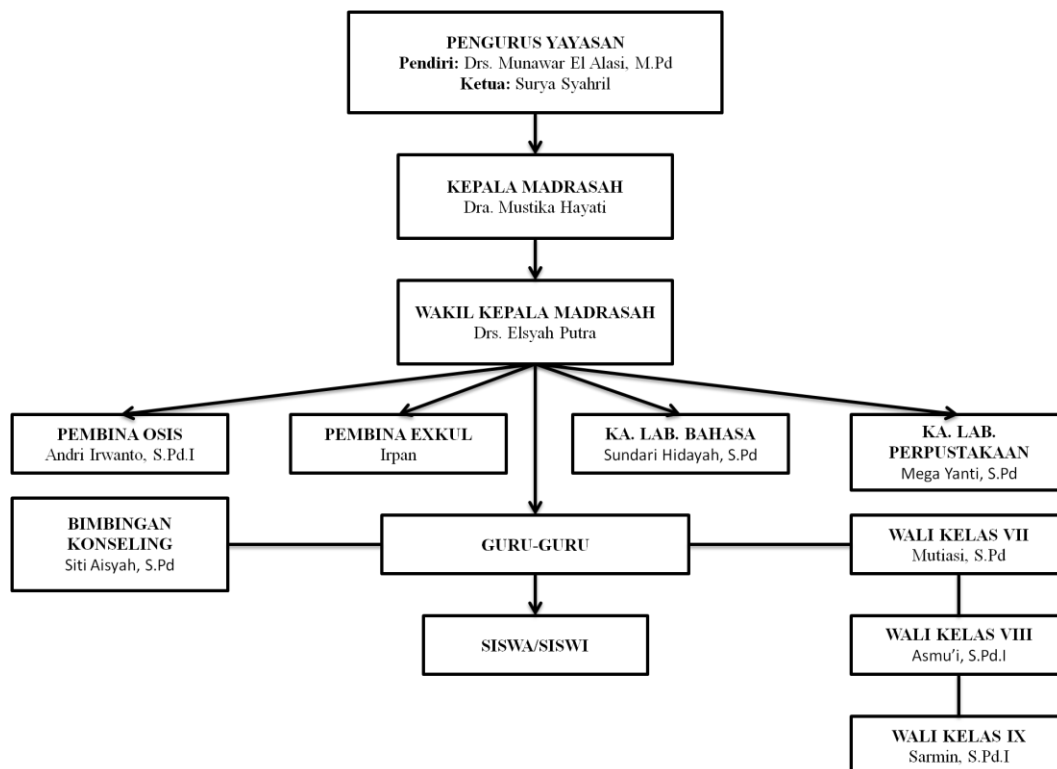 PENGURUS YAYASAN
Pendiri: Drs. Munawar El Alasi, M.Pd
Ketua: Surya Syahril
KEPALA MADRASAH
Dra. Mustika Hayati
WAKIL KEPALA MADRASAH
Drs. Elsyah Putra
PEMBINA OSIS
Andri Irwanto, S.Pd.I
PEMBINA EXKUL
Irpan
KA. LAB. BAHASA
Sundari Hidayah, S.Pd
KA. LAB.
PERPUSTAKAAN
Mega Yanti, S.Pd
BIMBINGAN
KONSELING
Siti Aisyah, S.Pd
GURU-GURU
WALI KELAS VII
Mutiasi, S.Pd
SISWA/SISWI
WALI KELAS VIII
Asmu’i, S.Pd.I
WALI KELAS IX
Sarmin, S.Pd.I